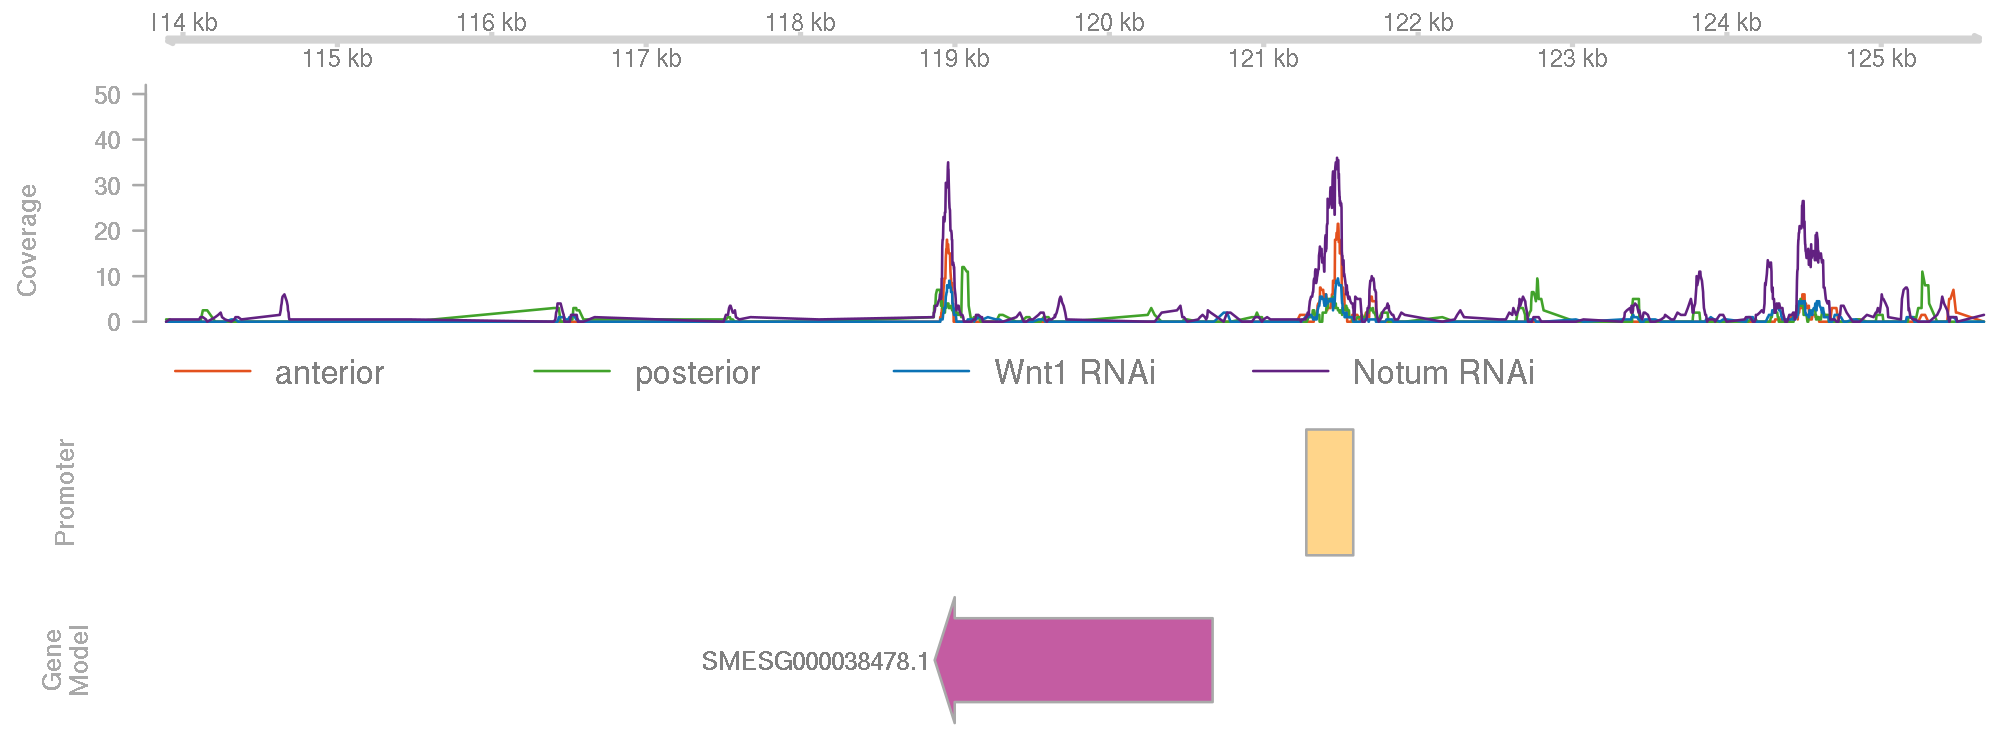 114 kb 116 kb 118 kb 120 kb 122 kb 124 kb
115 kb 117 kb 119 kb 121 kb 123 kb 125 kb
Coverage
50
40
30
20
10
0
anterior posterior Wnt1 RNAi Notum RNAi
Promoter
Gene
Model
SMESG000038478.1